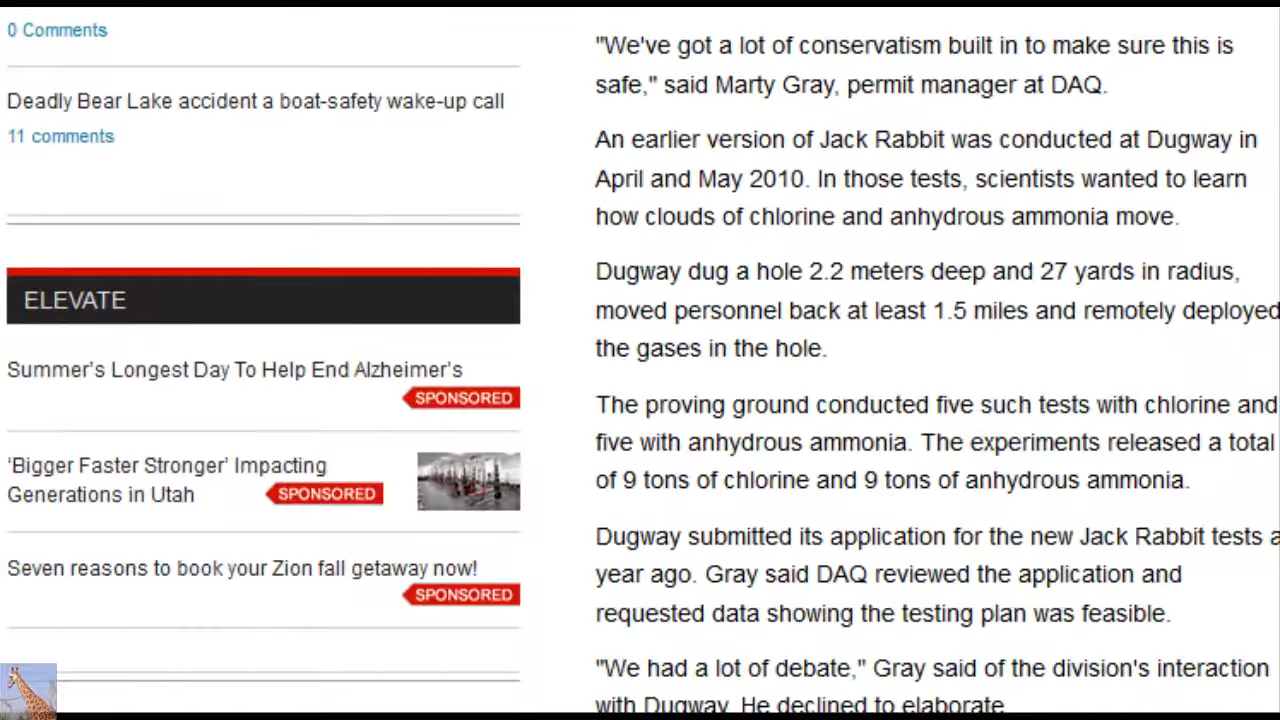 0 Comments
Deadly Bear Lake accident a boat-safety wake-up call
11 comments
ELEVATE
Summer's Longest Day To Help End Alzheimer's
SPONSORED
‘Bigger Faster Stronger’ Impacting
Generations in Utah
SPONSORED
Seven reasons to book your Zion fall getaway now!
SPONSORED
"We've got a lot of conservatism built in to make sure this is
safe," said Marty Gray, permit manager at DAQ.
An earlier version of Jack Rabbit was conducted at Dugway in
April and May 2010. In those tests, scientists wanted to learn
how clouds of chlorine and anhydrous ammonia move.
Dugway dug a hole 2.2 meters deep and 27 yards in radius,
moved personnel back at least 1.5 miles and remotely deployed
the gases in the hole.
The proving ground conducted five such tests with chlorine and
five with anhydrous ammonia. The experiments released a total
of 9 tons of chlorine and 9 tons of anhydrous ammonia.
Dugway submitted its application for the new Jack Rabbit tests a
year ago. Gray said DAQ reviewed the application and
requested data showing the testing plan was feasible.
"We had a lot of debate," Gray said of the division's interaction
with Dugway. He declined to elaborate